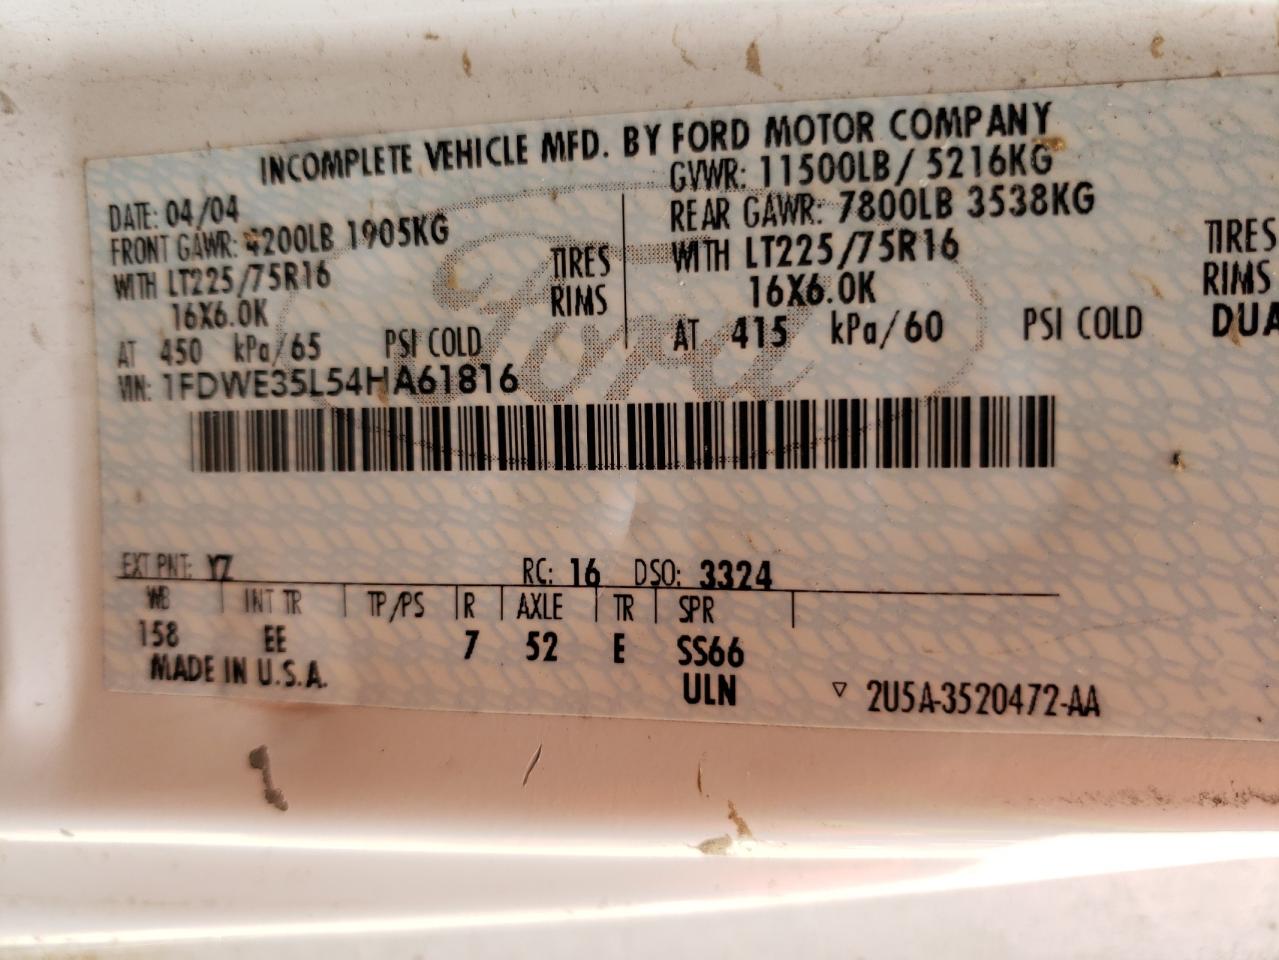 INCOMPLETE VEHICLE MFD. BY FORD MOTOR COMPANY
DATE: 04/04
GVWR: 11500LB / 5216KG
FRONT GAWR: 4200LB 1905KG
REAR GAWR: 7800LB 3538KG
WITH LT225/75R16 TIRES
WITH LT225/75R16 TIRES
16X6.0K RIMS
16X6.0K RIMS
AT 450 kPa/65 PSI COLD
AT 415 kPa/60 PSI COLD DUA
VIN: 1FDWE35L54HA61816
Ford
EXT PNT: YZ RC: 16 DSO: 3324
WB INT TR TP/PS R AXLE TR SPR
158 EE 7 52 E SS66
MADE IN U.S.A. ULN
▽ 2U5A-3520472-AA